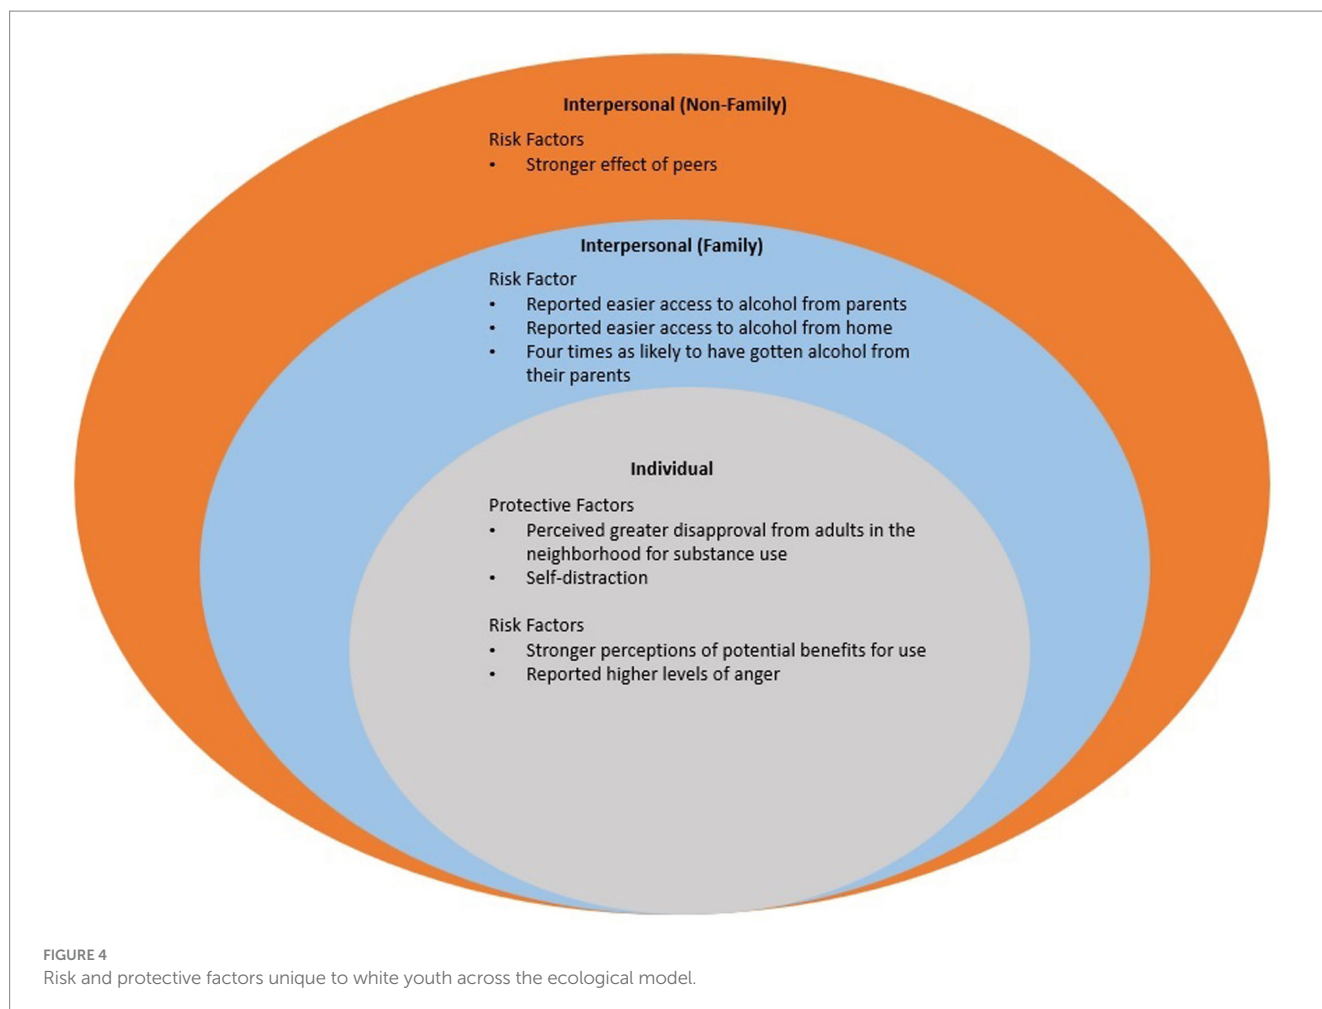 Interpersonal (Non-Family)
Risk Factors
• Stronger effect of peers
Interpersonal (Family)
Risk Factor
• Reported easier access to alcohol from parents
• Reported easier access to alcohol from home
• Four times as likely to have gotten alcohol from
their parents
Individual
Protective Factors
• Perceived greater disapproval from adults in the
neighborhood for substance use
• Self-distraction
Risk Factors
• Stronger perceptions of potential benefits for use
• Reported higher levels of anger
FIGURE 4
Risk and protective factors unique to white youth across the ecological model.